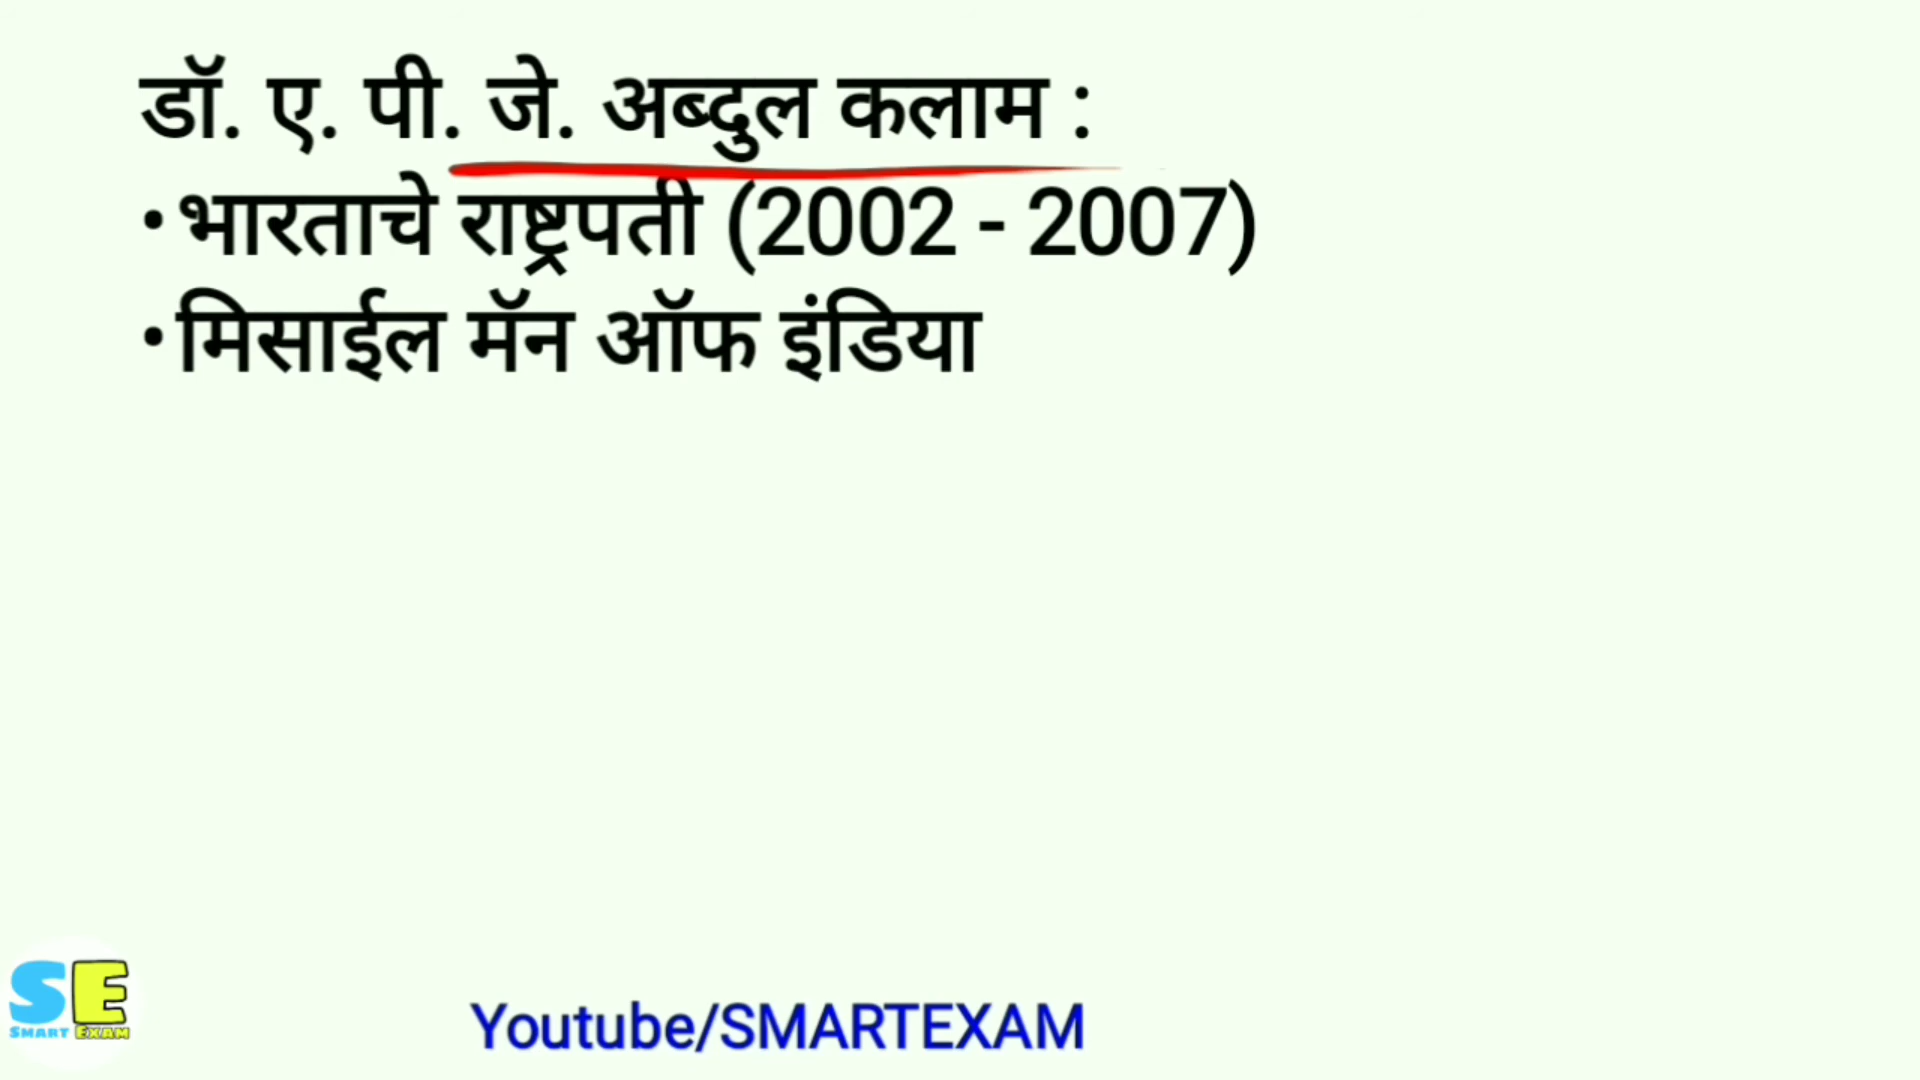 डॉ. ए. पी. जे. अब्दुल कलाम :
• भारताचे राष्ट्रपती (2002 - 2007)
• मिसाईल मॅन ऑफ इंडिया
SE
SMART EXAM
Youtube/SMARTEXAM